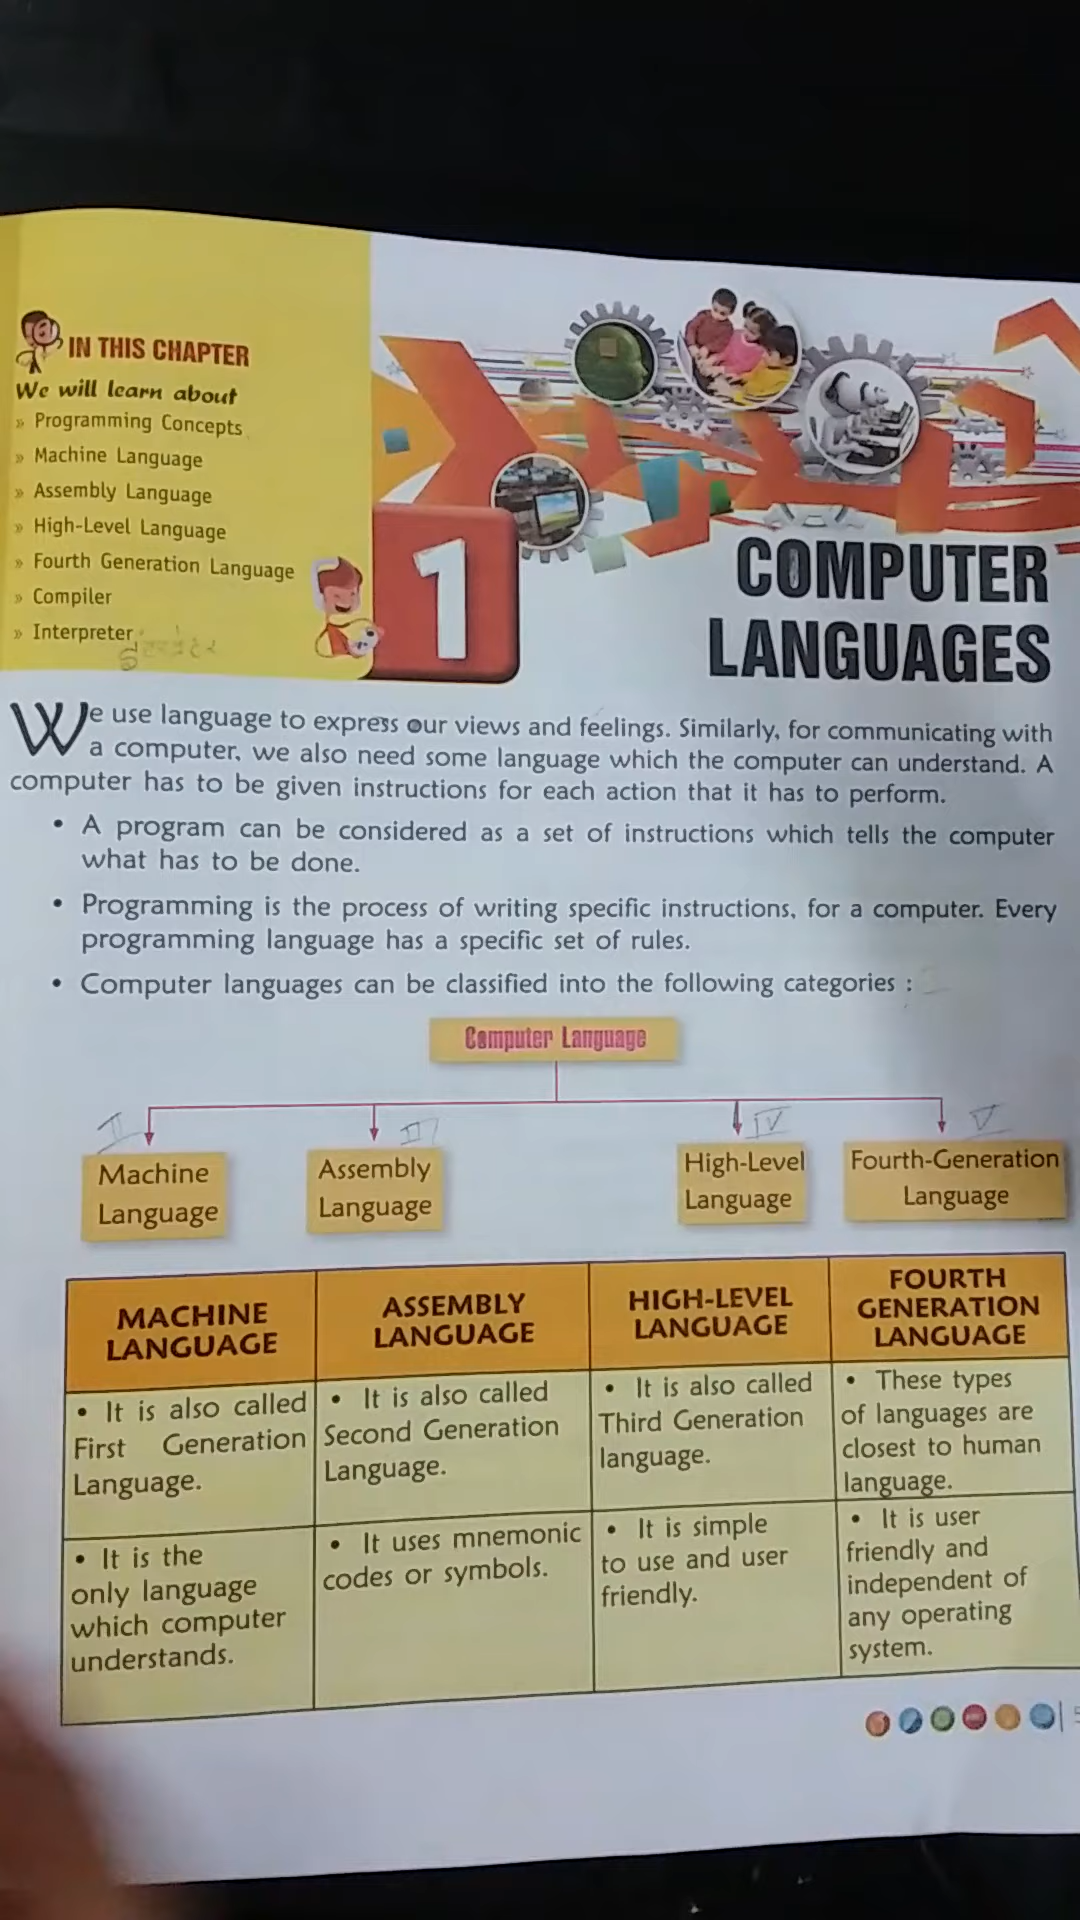 IN THIS CHAPTER
We will learn about
» Programming Concepts
» Machine Language
» Assembly Language
» High-Level Language
» Fourth Generation Language
» Compiler
» Interpreter
1
COMPUTER
LANGUAGES
We use language to express our views and feelings. Similarly, for communicating with
a computer, we also need some language which the computer can understand. A
computer has to be given instructions for each action that it has to perform.
• A program can be considered as a set of instructions which tells the computer
what has to be done.
• Programming is the process of writing specific instructions, for a computer. Every
programming language has a specific set of rules.
• Computer languages can be classified into the following categories :
Computer Language
II
III
IV
V
Machine
Language
Assembly
Language
High-Level
Language
Fourth-Generation
Language
MACHINE
LANGUAGE
ASSEMBLY
LANGUAGE
HIGH-LEVEL
LANGUAGE
FOURTH
GENERATION
LANGUAGE
• It is also called
First Generation
Language.
• It is also called
Second Generation
Language.
• It is also called
Third Generation
language.
• These types
of languages are
closest to human
language.
• It is the
only language
which computer
understands.
• It uses mnemonic
codes or symbols.
• It is simple
to use and user
friendly.
• It is user
friendly and
independent of
any operating
system.